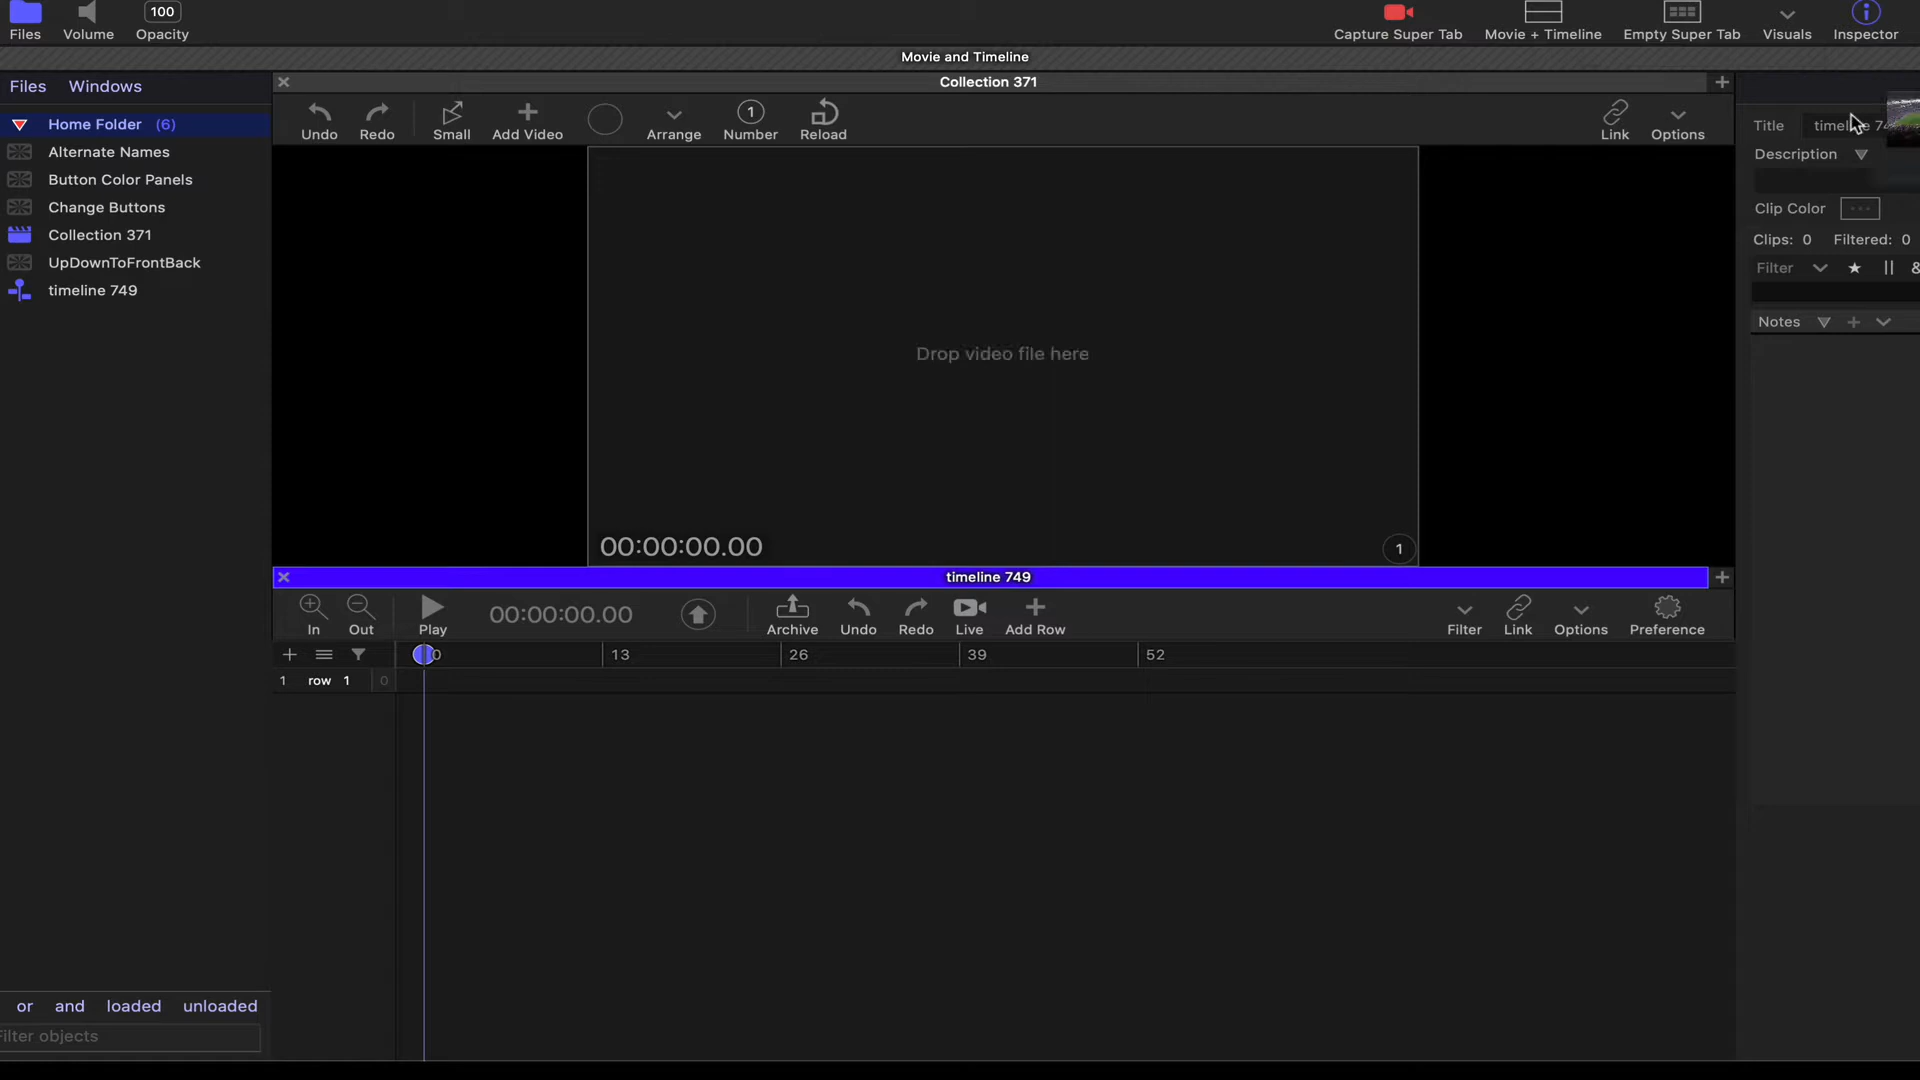 Files Volume 100 Opacity Capture Super Tab Movie + Timeline Empty Super Tab Visuals Inspector
Movie and Timeline
Files Windows
Home Folder (6)
Alternate Names
Button Color Panels
Change Buttons
Collection 371
UpDownToFrontBack
timeline 749
or and loaded unloaded
Filter objects
Collection 371
Undo Redo Small Add Video Arrange 1 Number Reload Link Options
Drop video file here
00:00:00.00 1
timeline 749
In Out Play 00:00:00.00 Archive Undo Redo Live Add Row Filter Link Options Preference
0 13 26 39 52
1 row 1 0
Title
Description
Clip Color ...
Clips: 0 Filtered: 0
Filter &
Notes